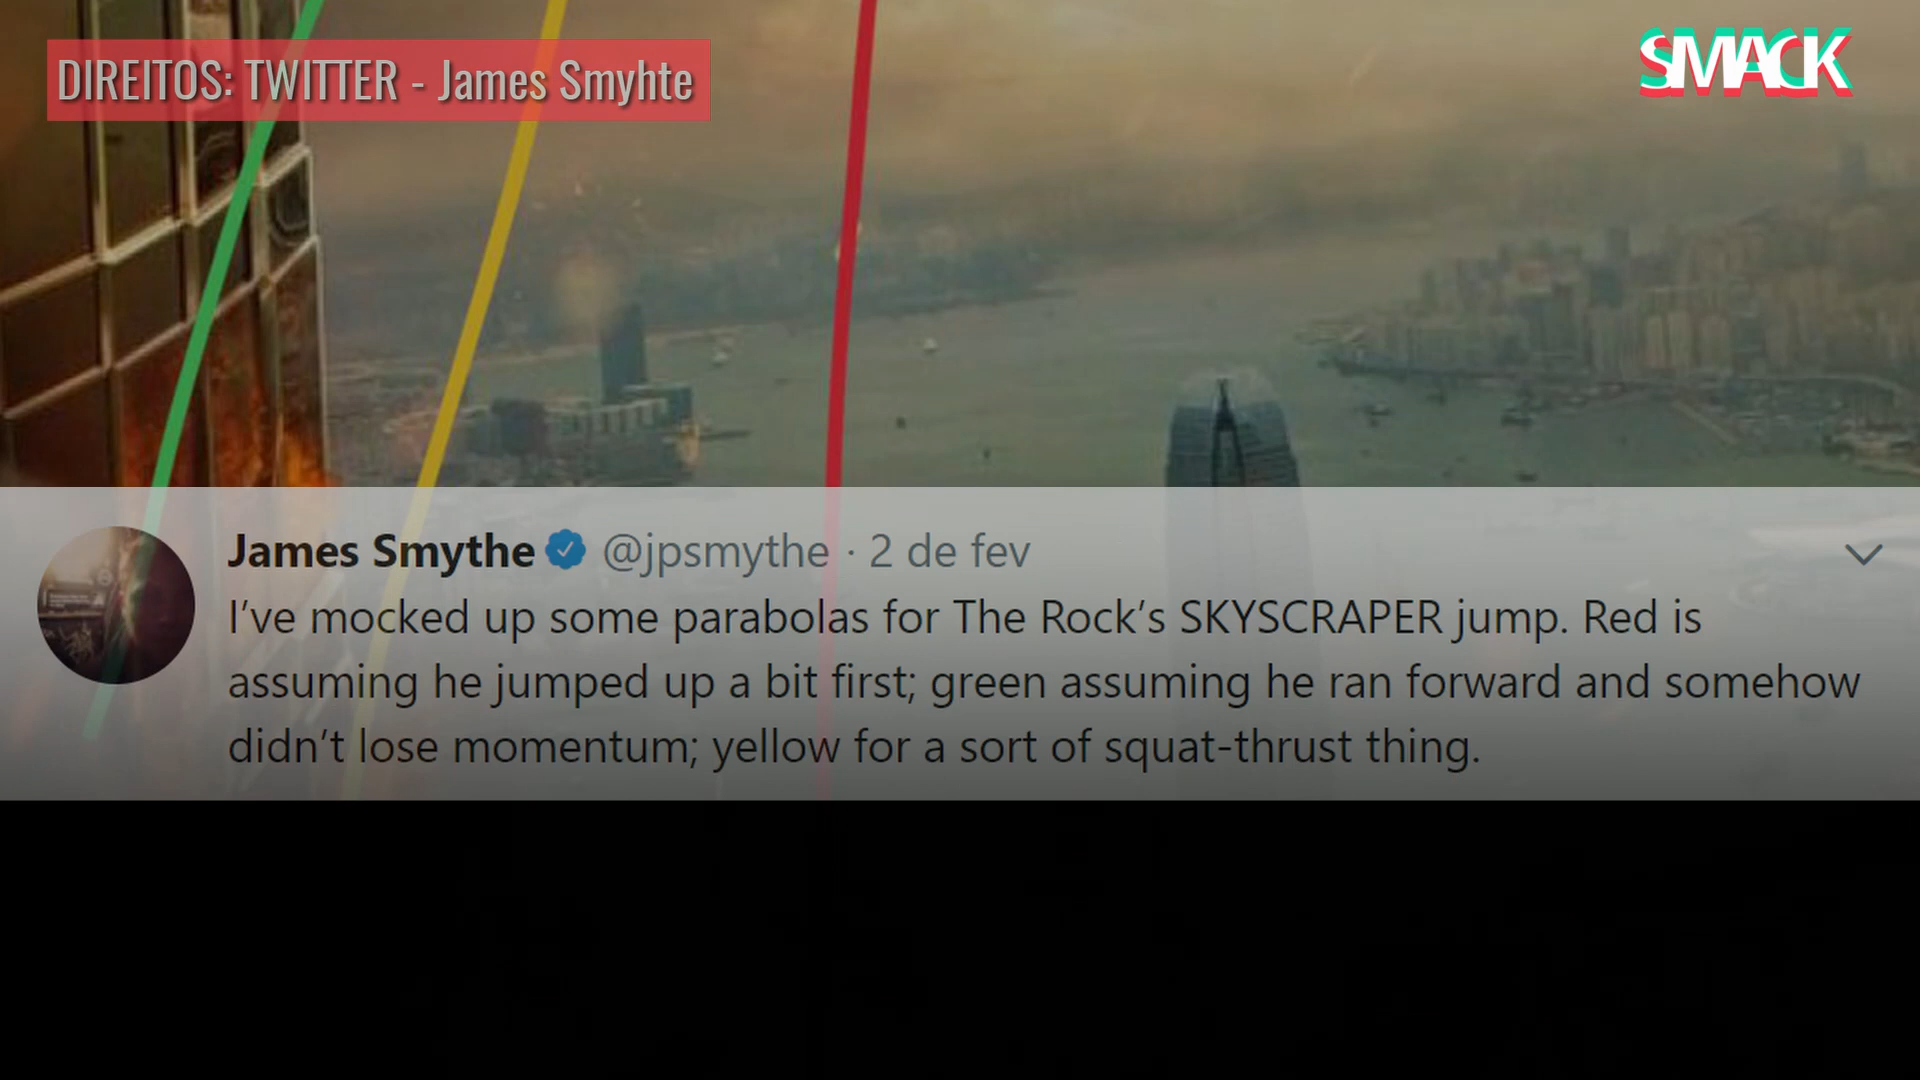 DIREITOS: TWITTER - James Smyhte
SMACK
James Smythe @jpsmythe · 2 de fev
I’ve mocked up some parabolas for The Rock’s SKYSCRAPER jump. Red is
assuming he jumped up a bit first; green assuming he ran forward and somehow
didn’t lose momentum; yellow for a sort of squat-thrust thing.